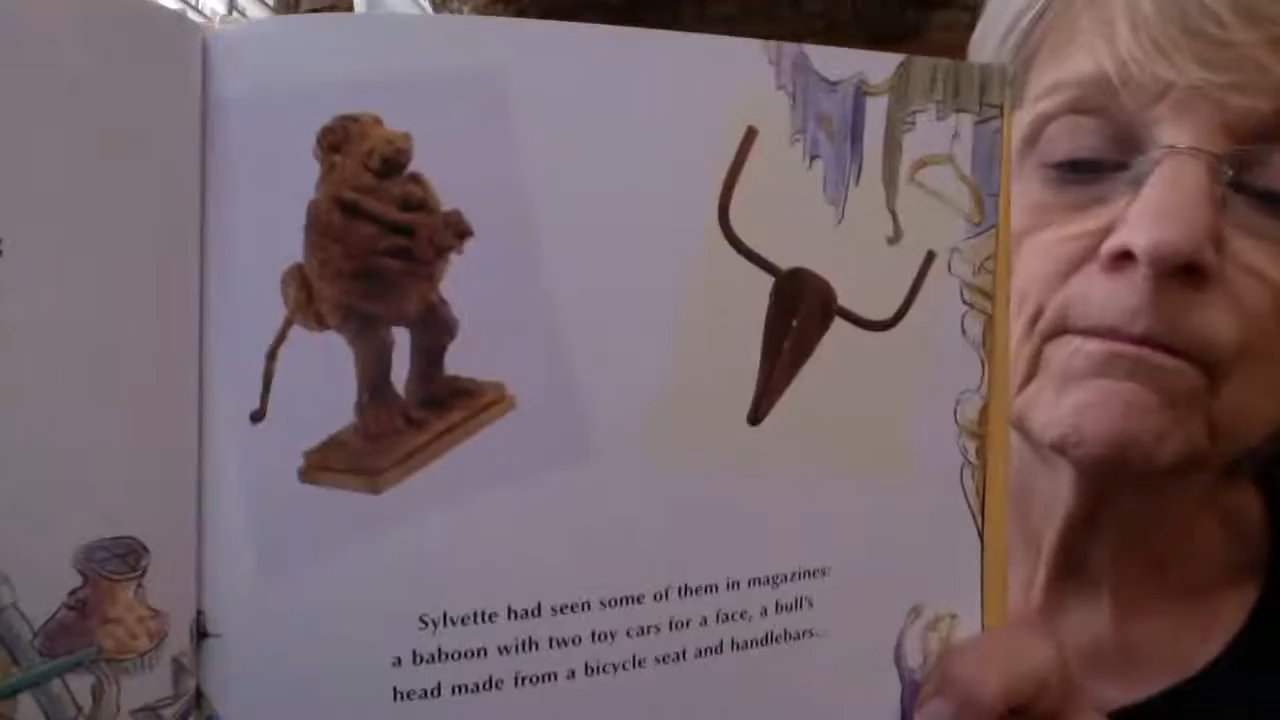 Sylvette had seen some of them in magazines:
a baboon with two toy cars for a face, a bull's
head made from a bicycle seat and handlebars...